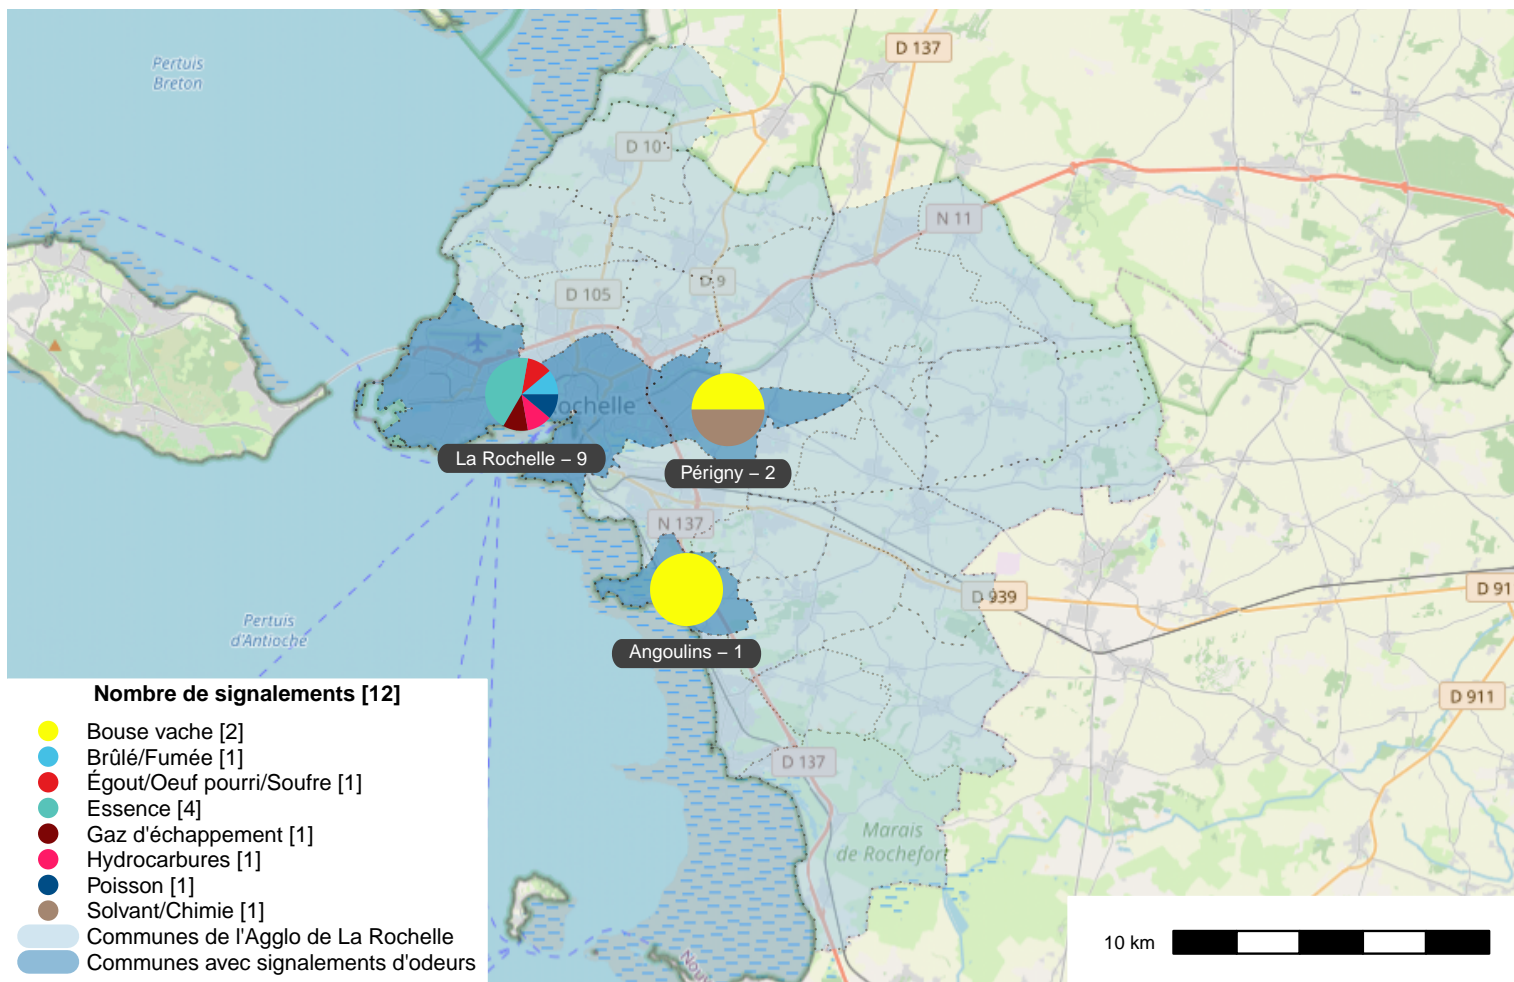 Pertuis
Breton
D 137
D 10
N 11
D 9
D 105
ochelle
La Rochelle – 9
Périgny – 2
N 137
D 939
D 91
Pertuis
d'Antioche
Angoulins – 1
D 911
D 137
Marais
de Rochefort
Nombre de signalements [12]
Bouse vache [2]
Brûlé/Fumée [1]
Égout/Oeuf pourri/Soufre [1]
Essence [4]
Gaz d'échappement [1]
Hydrocarbures [1]
Poisson [1]
Solvant/Chimie [1]
Communes de l'Agglo de La Rochelle
Communes avec signalements d'odeurs
10 km